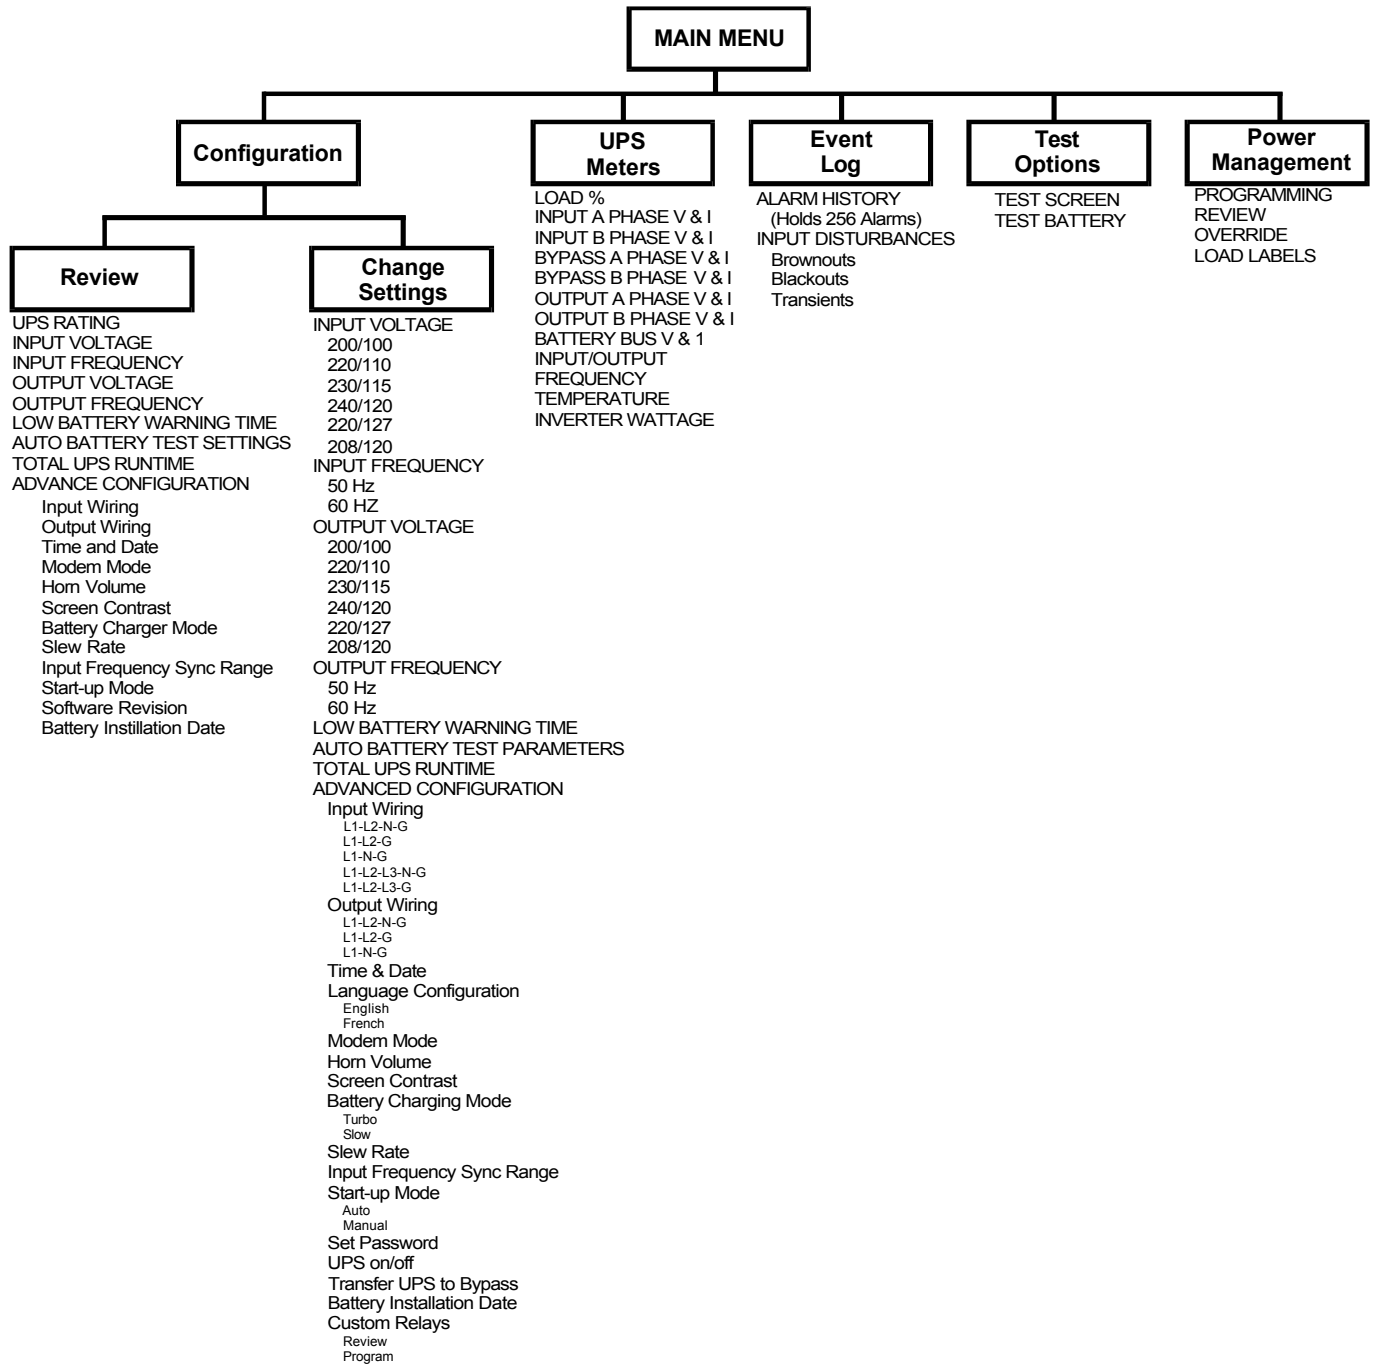 MAIN MENU
Configuration
UPS
Meters
Event
Log
Test
Options
Power
Management
Review
UPS RATING
INPUT VOLTAGE
INPUT FREQUENCY
OUTPUT VOLTAGE
OUTPUT FREQUENCY
LOW BATTERY WARNING TIME
AUTO BATTERY TEST SETTINGS
TOTAL UPS RUNTIME
ADVANCE CONFIGURATION
Input Wiring
Output Wiring
Time and Date
Modem Mode
Horn Volume
Screen Contrast
Battery Charger Mode
Slew Rate
Input Frequency Sync Range
Start-up Mode
Software Revision
Battery Instillation Date
Change
Settings
INPUT VOLTAGE
200/100
220/110
230/115
240/120
220/127
208/120
INPUT FREQUENCY
50 Hz
60 HZ
OUTPUT VOLTAGE
200/100
220/110
230/115
240/120
220/127
208/120
OUTPUT FREQUENCY
50 Hz
60 Hz
LOW BATTERY WARNING TIME
AUTO BATTERY TEST PARAMETERS
TOTAL UPS RUNTIME
ADVANCED CONFIGURATION
Input Wiring
L1-L2-N-G
L1-L2-G
L1-N-G
L1-L2-L3-N-G
L1-L2-L3-G
Output Wiring
L1-L2-N-G
L1-L2-G
L1-N-G
Time & Date
Language Configuration
English
French
Modem Mode
Horn Volume
Screen Contrast
Battery Charging Mode
Turbo
Slow
Slew Rate
Input Frequency Sync Range
Start-up Mode
Auto
Manual
Set Password
UPS on/off
Transfer UPS to Bypass
Battery Installation Date
Custom Relays
Review
Program
LOAD %
INPUT A PHASE V & I
INPUT B PHASE V & I
BYPASS A PHASE V & I
BYPASS B PHASE V & I
OUTPUT A PHASE V & I
OUTPUT B PHASE V & I
BATTERY BUS V & 1
INPUT/OUTPUT
FREQUENCY
TEMPERATURE
INVERTER WATTAGE
ALARM HISTORY
(Holds 256 Alarms)
INPUT DISTURBANCES
Brownouts
Blackouts
Transients
TEST SCREEN
TEST BATTERY
PROGRAMMING
REVIEW
OVERRIDE
LOAD LABELS